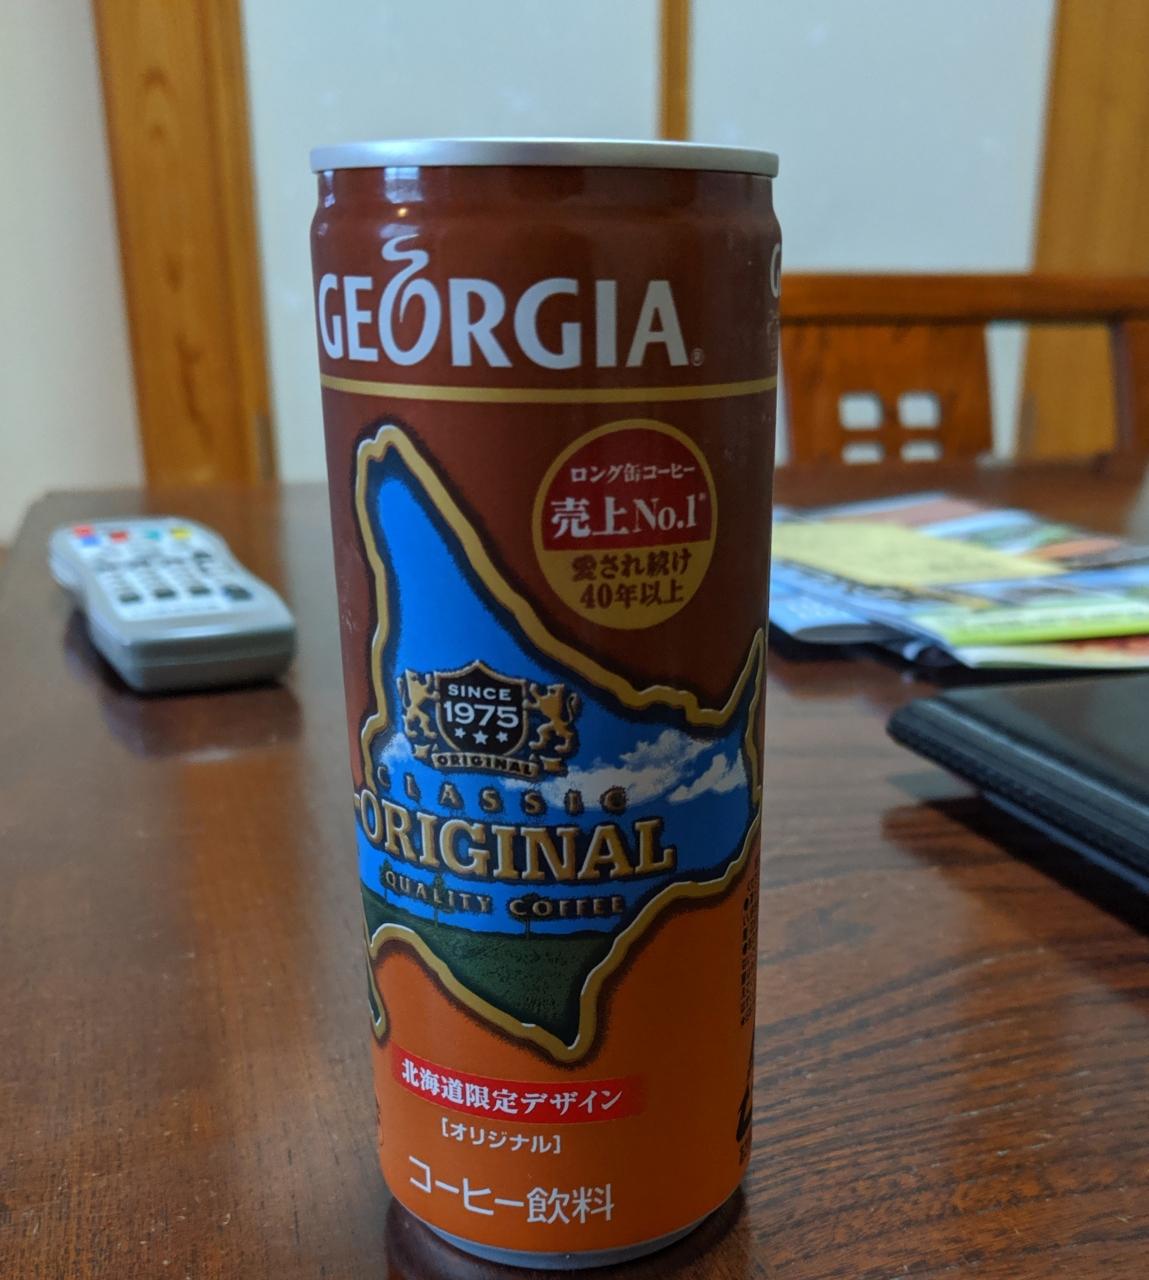 GEORGIA®
ロング缶コーヒー
売上No.1*
愛され続け
40年以上
SINCE
1975
ORIGINAL
CLASSIC
ORIGINAL
QUALITY COFFEE
北海道限定デザイン
[オリジナル]
コーヒー飲料